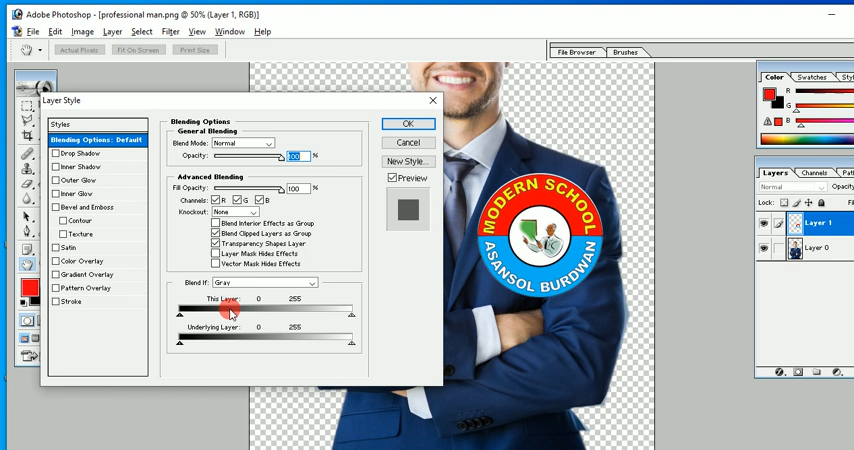 Adobe Photoshop - [professional man.png @ 50% (Layer 1, RGB)]
File Edit Image Layer Select Filter View Window Help
Actual Pixels Fit On Screen Print Size
File Browser Brushes
Layer Style
Styles
Blending Options: Default
Drop Shadow
Inner Shadow
Outer Glow
Inner Glow
Bevel and Emboss
Contour
Texture
Satin
Color Overlay
Gradient Overlay
Pattern Overlay
Stroke
Blending Options
General Blending
Blend Mode: Normal
Opacity: 100 %
Advanced Blending
Fill Opacity: 100 %
Channels: R G B
Knockout: None
Blend Interior Effects as Group
Blend Clipped Layers as Group
Transparency Shapes Layer
Layer Mask Hides Effects
Vector Mask Hides Effects
Blend If: Gray
This Layer: 0 255
Underlying Layer: 0 255
OK
Cancel
New Style...
Preview
MODERN SCHOOL
ASANSOL BURDWAN
Color Swatches
R
G
B
Layers Channels
Normal
Lock:
Layer 1
Layer 0